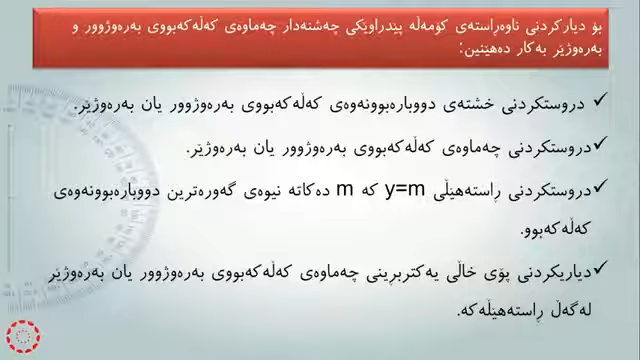 بۆ دیارکردنی ناوەڕاستەی کۆمەڵە پێدراوێکی چەشنەدار چەماوەی کەڵەکەبووی بەرەوژوور و
بەرەوژێر بەکار دەهێنین:
✓ دروستکردنی خشتەی دووبارەبوونەوەی کەڵەکەبووی بەرەوژوور یان بەرەوژێر.
✓دروستکردنی چەماوەی کەڵەکەبووی بەرەوژوور یان بەرەوژێر.
✓دروستکردنی ڕاستەهێڵی y=m کە m دەکاتە نیوەی گەورەترین دووبارەبوونەوەی
کەڵەکەبوو.
✓دیاریکردنی پۆی خاڵی یەکتربڕینی چەماوەی کەڵەکەبووی بەرەوژوور یان بەرەوژێر
لەگەڵ ڕاستەهێڵەکە.